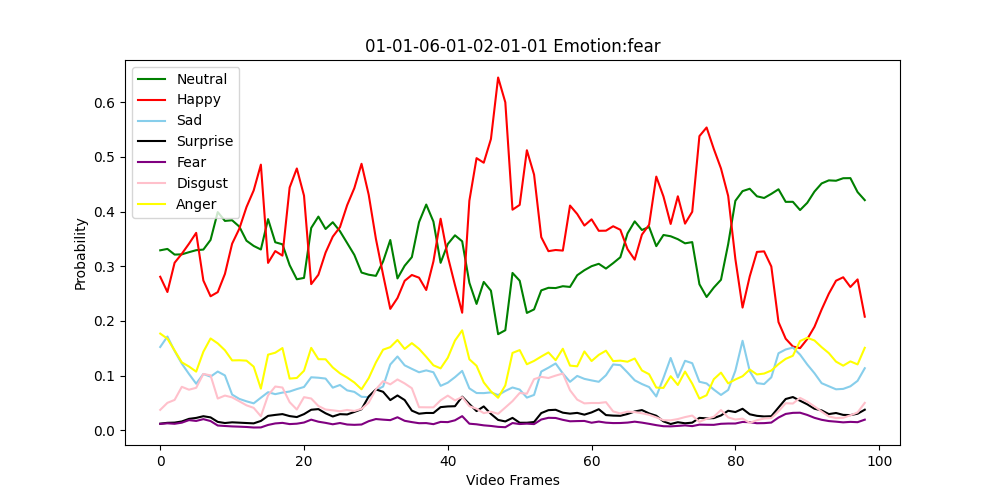 01-01-06-01-02-01-01 Emotion:fear
Neutral
Happy
Sad
Surprise
Fear
Disgust
Anger
Probability
0.6
0.5
0.4
0.3
0.2
0.1
0.0
0 20 40 60 80 100
Video Frames